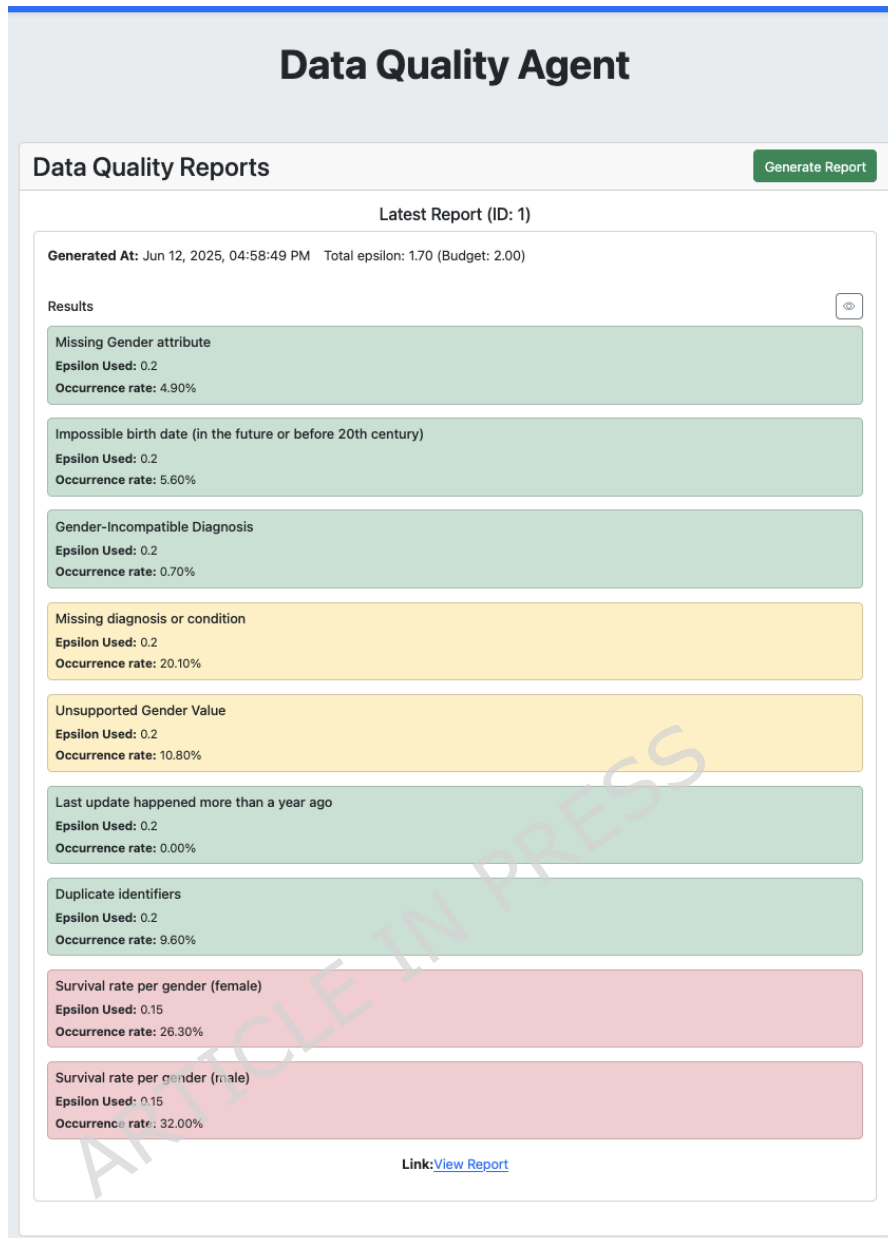 Data Quality Agent
Data Quality Reports
Generate Report
Latest Report (ID: 1)
Generated At: Jun 12, 2025, 04:58:49 PM Total epsilon: 1.70 (Budget: 2.00)
Results
Missing Gender attribute
Epsilon Used: 0.2
Occurrence rate: 4.90%
Impossible birth date (in the future or before 20th century)
Epsilon Used: 0.2
Occurrence rate: 5.60%
Gender-Incompatible Diagnosis
Epsilon Used: 0.2
Occurrence rate: 0.70%
Missing diagnosis or condition
Epsilon Used: 0.2
Occurrence rate: 20.10%
Unsupported Gender Value
Epsilon Used: 0.2
Occurrence rate: 10.80%
Last update happened more than a year ago
Epsilon Used: 0.2
Occurrence rate: 0.00%
Duplicate identifiers
Epsilon Used: 0.2
Occurrence rate: 9.60%
Survival rate per gender (female)
Epsilon Used: 0.15
Occurrence rate: 26.30%
Survival rate per gender (male)
Epsilon Used: 0.15
Occurrence rate: 32.00%
Link:View Report
ARTICLE IN PRESS